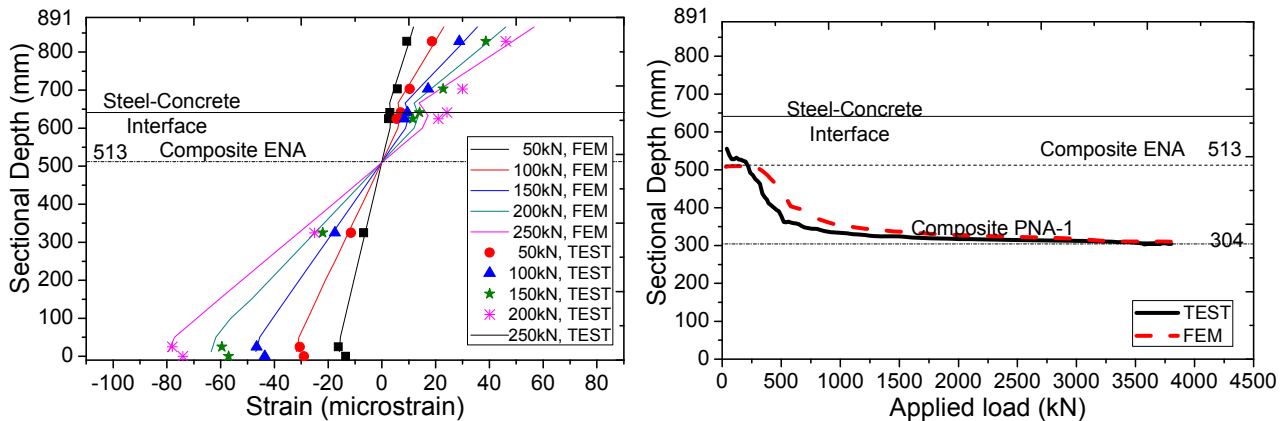 891
800
700
600
500
400
300
200
100
0
Sectional Depth (mm)
Steel-Concrete
Interface
513
Composite ENA
50kN, FEM
100kN, FEM
150kN, FEM
200kN, FEM
250kN, FEM
50kN, TEST
100kN, TEST
150kN, TEST
200kN, TEST
250kN, TEST
-100 -80 -60 -40 -20 0 20 40 60 80
Strain (microstrain)
891
800
700
600
500
400
300
200
100
0
Sectional Depth (mm)
Steel-Concrete
Interface
Composite ENA
513
Composite PNA-1
304
TEST
FEM
0 500 1000 1500 2000 2500 3000 3500 4000 4500
Applied load (kN)